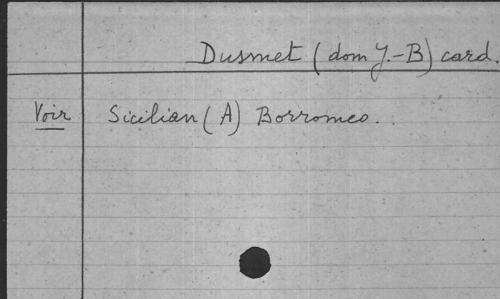 Dusmet (dom J.-B) card.
Voir Sicilian (A) Borromeo.